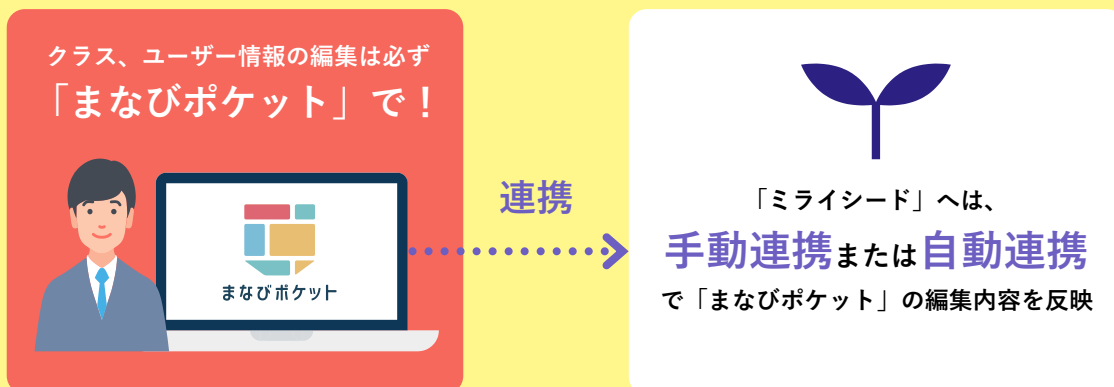 クラス、ユーザー情報の編集は必ず
「まなびポケット」で！
まなびポケット
連携
「ミライシード」へは、
手動連携または自動連携
で「まなびポケット」の編集内容を反映